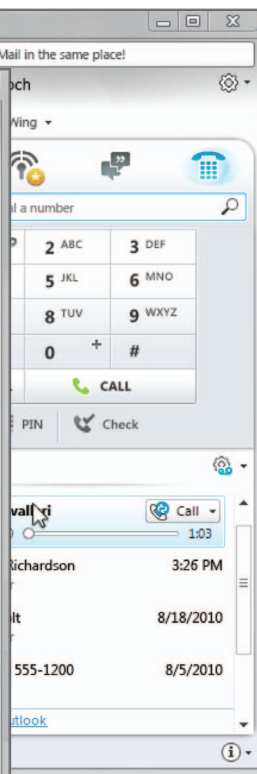 Mail in the same place!
och
Wing
al a number
2 ABC
3 DEF
5 JKL
6 MNO
8 TUV
9 WXYZ
0 +
#
CALL
PIN
Check
vallari
Call
0
1:03
Richardson
3:26 PM
r
lt
8/18/2010
r
555-1200
8/5/2010
utlook